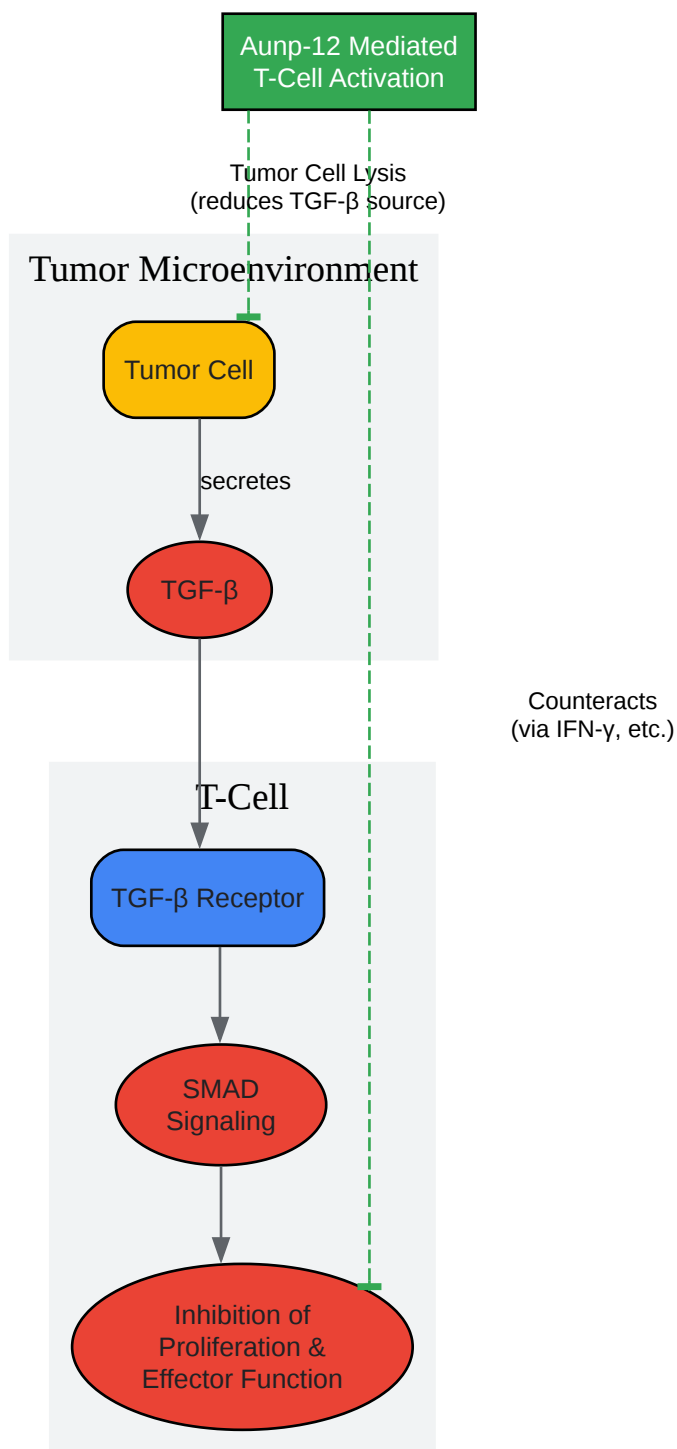 Aunp-12 Mediated
T-Cell Activation
Tumor Cell Lysis
(reduces TGF-β source)
Tumor Microenvironment
Tumor Cell
secretes
TGF-β
Counteracts
(via IFN-γ, etc.)
T-Cell
TGF-β Receptor
SMAD
Signaling
Inhibition of
Proliferation &
Effector Function